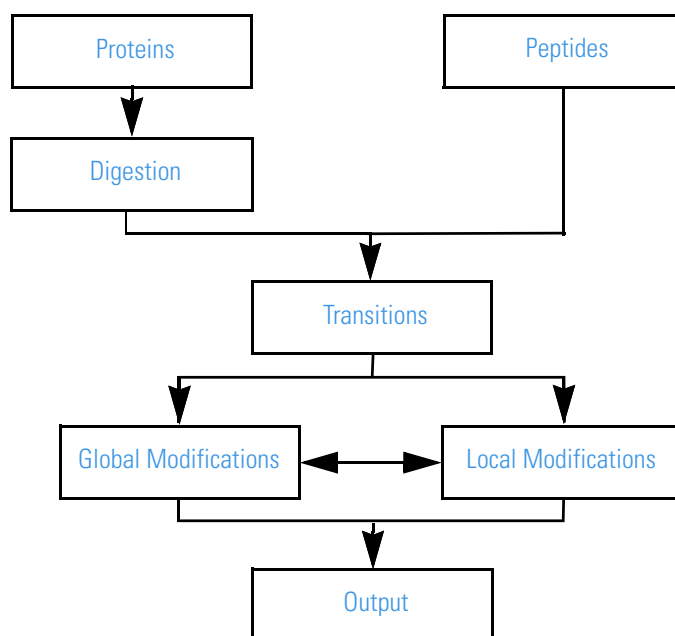 Proteins
Peptides
Digestion
Transitions
Global Modifications
Local Modifications
Output